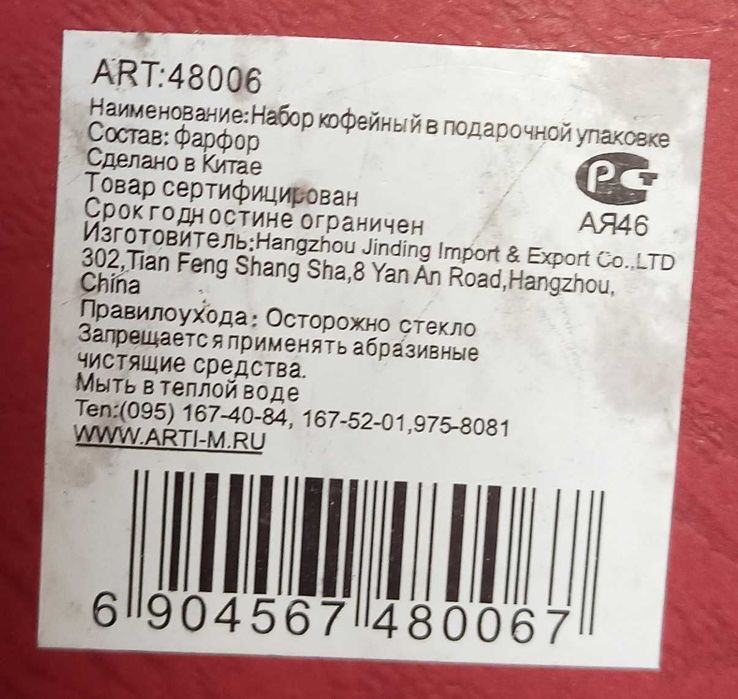 ART:48006
Наименование:Набор кофейный в подарочной упаковке
Состав: фарфор
Сделано в Китае
Товар сертифицирован
Срок годностине ограничен
РСТ
АЯ46
Изготовитель:Hangzhou Jinding Import & Export Co.,LTD
302,Tian Feng Shang Sha,8 Yan An Road,Hangzhou,
China
Правилоухода: Осторожно стекло
Запрещается применять абразивные
чистящие средства.
Мыть в теплой воде
Теп:(095) 167-40-84, 167-52-01,975-8081
WWW.ARTI-M.RU
6 904567 480067